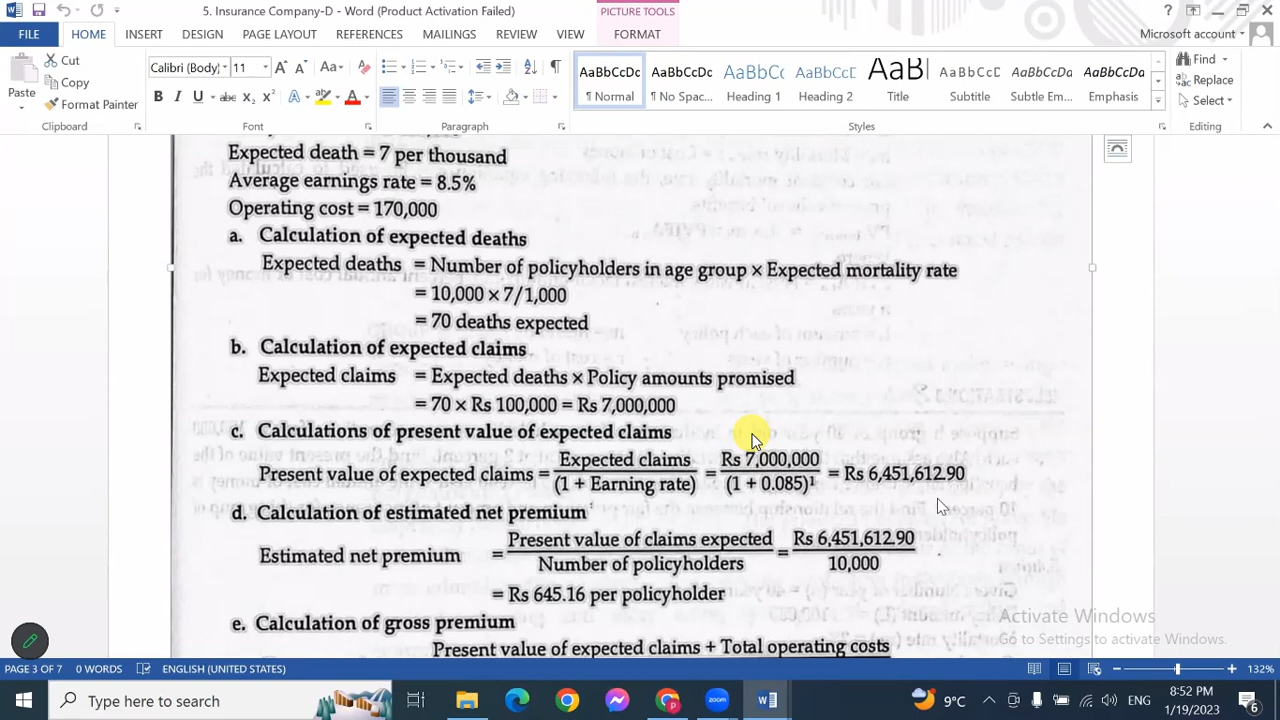 5. Insurance Company-D - Word (Product Activation Failed)
PICTURE TOOLS
FILE HOME INSERT DESIGN PAGE LAYOUT REFERENCES MAILINGS REVIEW VIEW FORMAT
Microsoft account
Paste
Cut
Copy
Format Painter
Clipboard
Calibri (Body) 11
Font
Paragraph
AaBbCcDc AaBbCcDc AaBbCc AaBbCcD AaB AaBbCcD AaBbCcDc AaBbCcDc
¶ Normal ¶ No Spac... Heading 1 Heading 2 Title Subtitle Subtle Em... Emphasis
Styles
Find
Replace
Select
Editing
Expected death = 7 per thousand
Average earnings rate = 8.5%
Operating cost = 170,000
a. Calculation of expected deaths
Expected deaths = Number of policyholders in age group × Expected mortality rate
= 10,000 × 7/1,000
= 70 deaths expected
b. Calculation of expected claims
Expected claims = Expected deaths × Policy amounts promised
= 70 × Rs 100,000 = Rs 7,000,000
c. Calculations of present value of expected claims
Present value of expected claims = Expected claims / (1 + Earning rate) = Rs 7,000,000 / (1 + 0.085)¹ = Rs 6,451,612.90
d. Calculation of estimated net premium
Estimated net premium = Present value of claims expected / Number of policyholders = Rs 6,451,612.90 / 10,000
= Rs 645.16 per policyholder
e. Calculation of gross premium
Present value of expected claims + Total operating costs
Activate Windows
Go to Settings to activate Windows.
PAGE 3 OF 7 0 WORDS ENGLISH (UNITED STATES) 132%
Type here to search
zoom
9°C
ENG
8:52 PM
1/19/2023
6